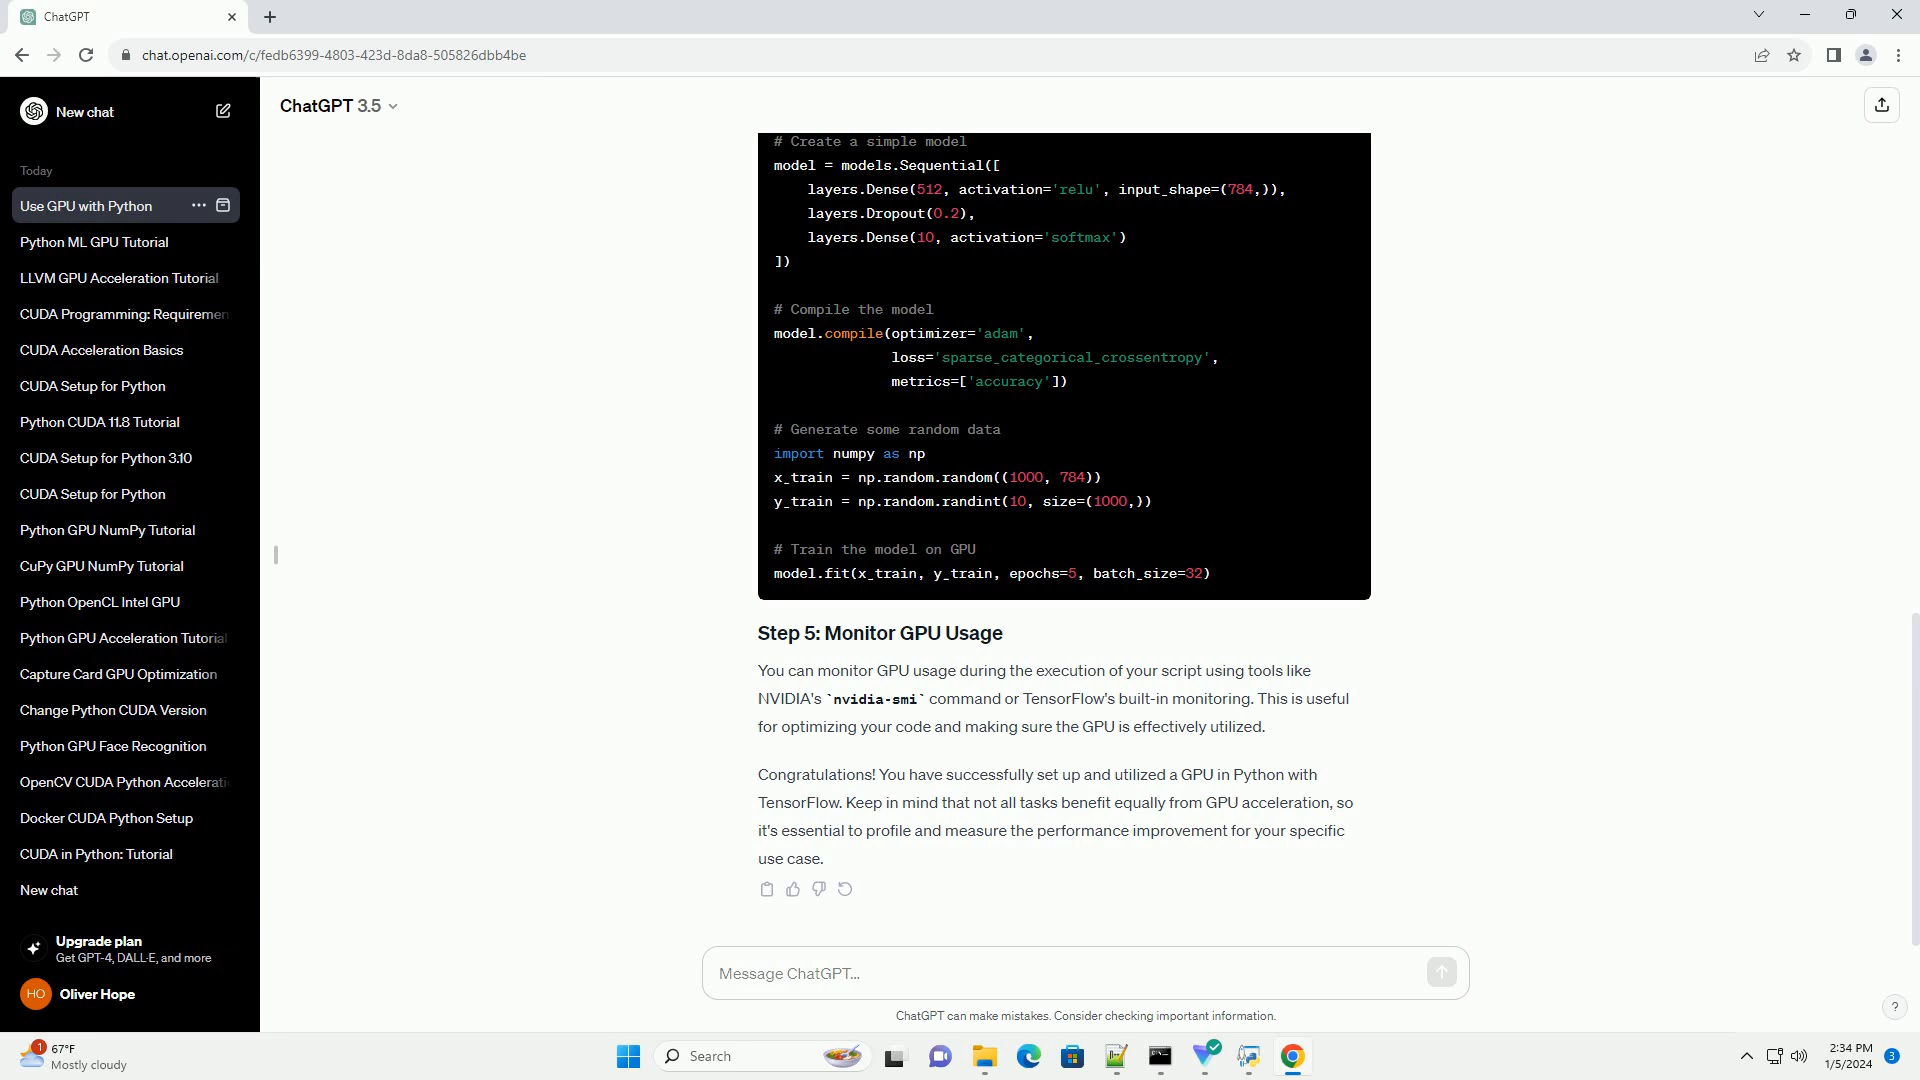 ChatGPT
chat.openai.com/c/fedb6399-4803-423d-8da8-505826dbb4be
New chat
Today
Use GPU with Python
Python ML GPU Tutorial
LLVM GPU Acceleration Tutorial
CUDA Programming: Requiremen
CUDA Acceleration Basics
CUDA Setup for Python
Python CUDA 11.8 Tutorial
CUDA Setup for Python 3.10
CUDA Setup for Python
Python GPU NumPy Tutorial
CuPy GPU NumPy Tutorial
Python OpenCL Intel GPU
Python GPU Acceleration Tutorial
Capture Card GPU Optimization
Change Python CUDA Version
Python GPU Face Recognition
OpenCV CUDA Python Accelerati
Docker CUDA Python Setup
CUDA in Python: Tutorial
New chat
Upgrade plan
Get GPT-4, DALL·E, and more
HO Oliver Hope
ChatGPT 3.5
# Create a simple model
model = models.Sequential([
    layers.Dense(512, activation='relu', input_shape=(784,)),
    layers.Dropout(0.2),
    layers.Dense(10, activation='softmax')
])
# Compile the model
model.compile(optimizer='adam',
              loss='sparse_categorical_crossentropy',
              metrics=['accuracy'])
# Generate some random data
import numpy as np
x_train = np.random.random((1000, 784))
y_train = np.random.randint(10, size=(1000,))
# Train the model on GPU
model.fit(x_train, y_train, epochs=5, batch_size=32)
Step 5: Monitor GPU Usage
You can monitor GPU usage during the execution of your script using tools like
NVIDIA's `nvidia-smi` command or TensorFlow's built-in monitoring. This is useful
for optimizing your code and making sure the GPU is effectively utilized.
Congratulations! You have successfully set up and utilized a GPU in Python with
TensorFlow. Keep in mind that not all tasks benefit equally from GPU acceleration, so
it's essential to profile and measure the performance improvement for your specific
use case.
Message ChatGPT...
ChatGPT can make mistakes. Consider checking important information.
?
1
67°F
Mostly cloudy
Search
2:34 PM
1/5/2024
3